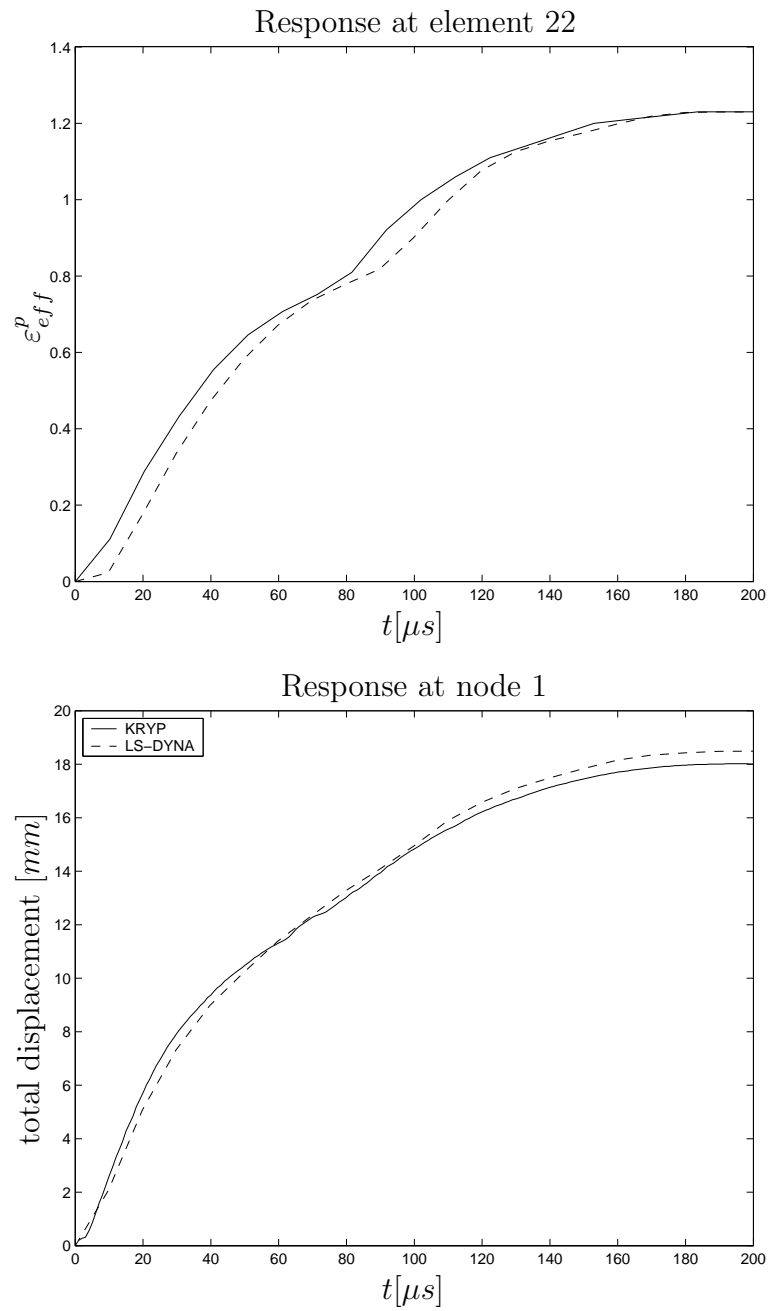 Response at element 22
1.4
1.2
1
0.8
0.6
0.4
0.2
0
ε^p_eff
0 20 40 60 80 100 120 140 160 180 200
t[μs]
Response at node 1
KRYP
LS−DYNA
20
18
16
14
12
10
8
6
4
2
0
total displacement [mm]
0 20 40 60 80 100 120 140 160 180 200
t[μs]